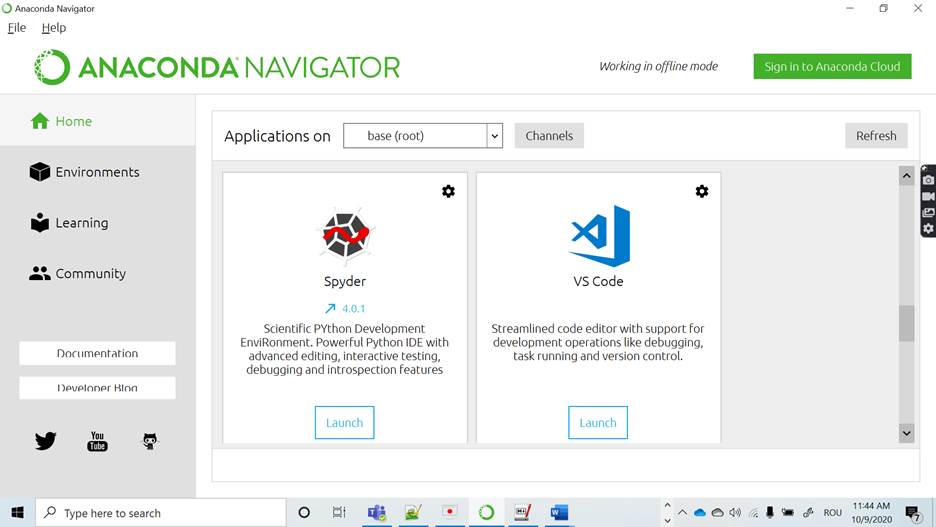 Anaconda Navigator
File Help
ANACONDA NAVIGATOR
Working in offline mode
Sign in to Anaconda Cloud
Home
Environments
Learning
Community
Documentation
Developer Blog
You
Tube
Applications on
base (root)
Channels
Refresh
Spyder
4.0.1
Scientific PYthon Development
EnviRonment. Powerful Python IDE with
advanced editing, interactive testing,
debugging and introspection features
Launch
VS Code
Streamlined code editor with support for
development operations like debugging,
task running and version control.
Launch
Type here to search
ROU
11:44 AM
10/9/2020
7